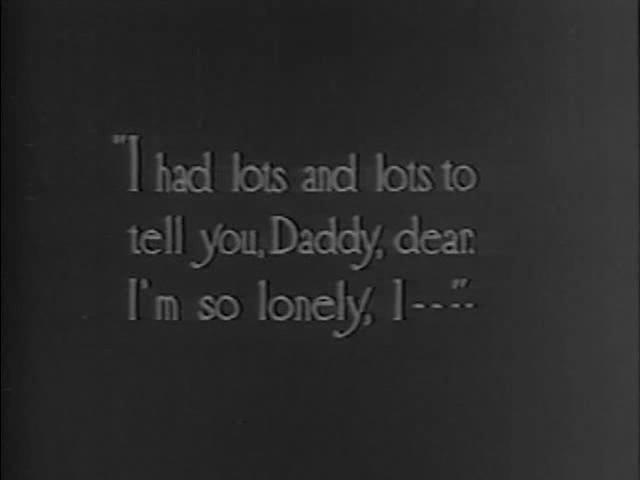 "I had lots and lots to
tell you, Daddy, dear.
I'm so lonely, I ---"